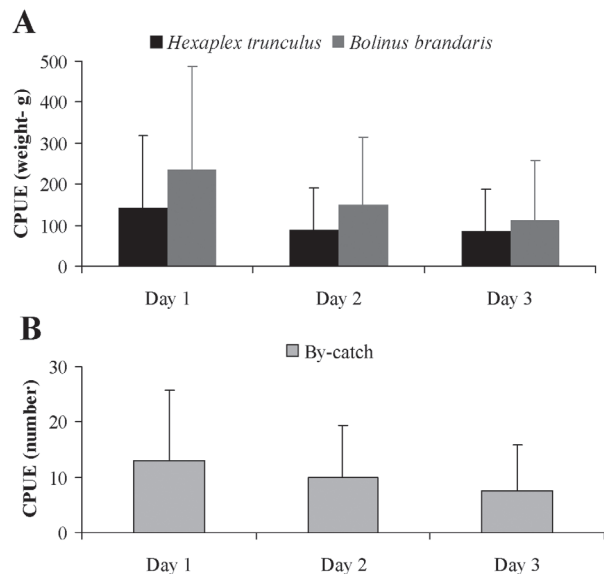 A
Hexaplex trunculus Bolinus brandaris
CPUE (weight- g)
500
400
300
200
100
0
Day 1 Day 2 Day 3
B
By-catch
CPUE (number)
30
20
10
0
Day 1 Day 2 Day 3